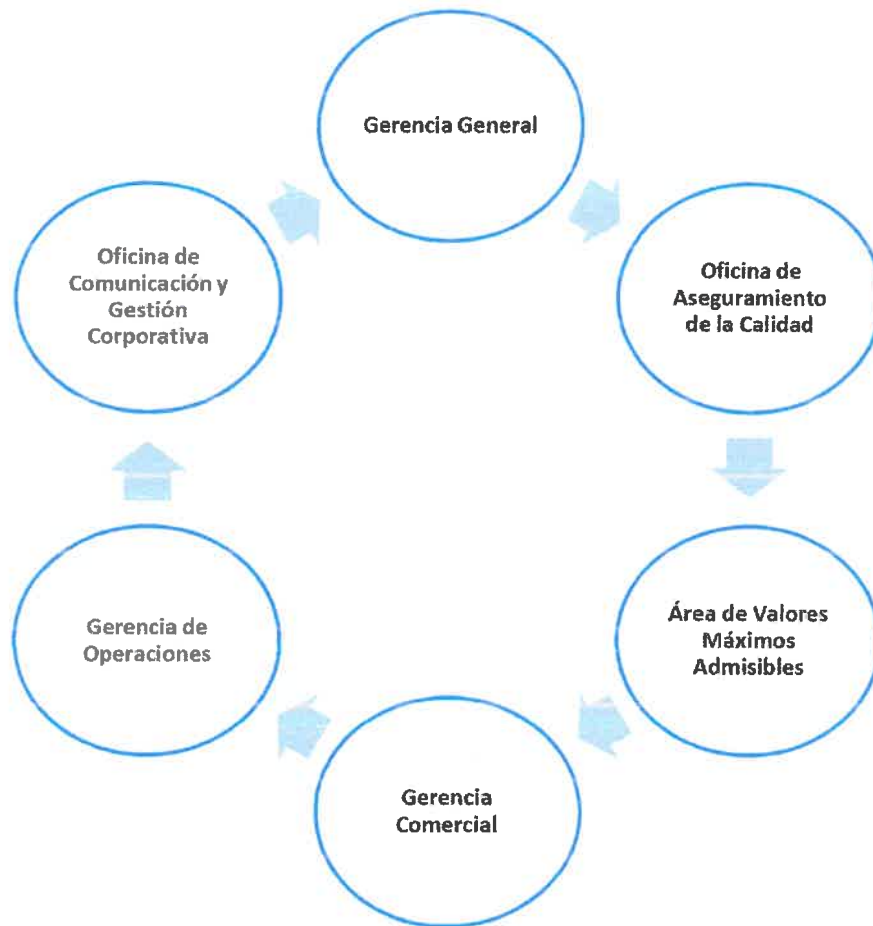 Gerencia General
Oficina de
Aseguramiento
de la Calidad
Área de Valores
Máximos
Admisibles
Gerencia
Comercial
Gerencia de
Operaciones
Oficina de
Comunicación y
Gestión
Corporativa